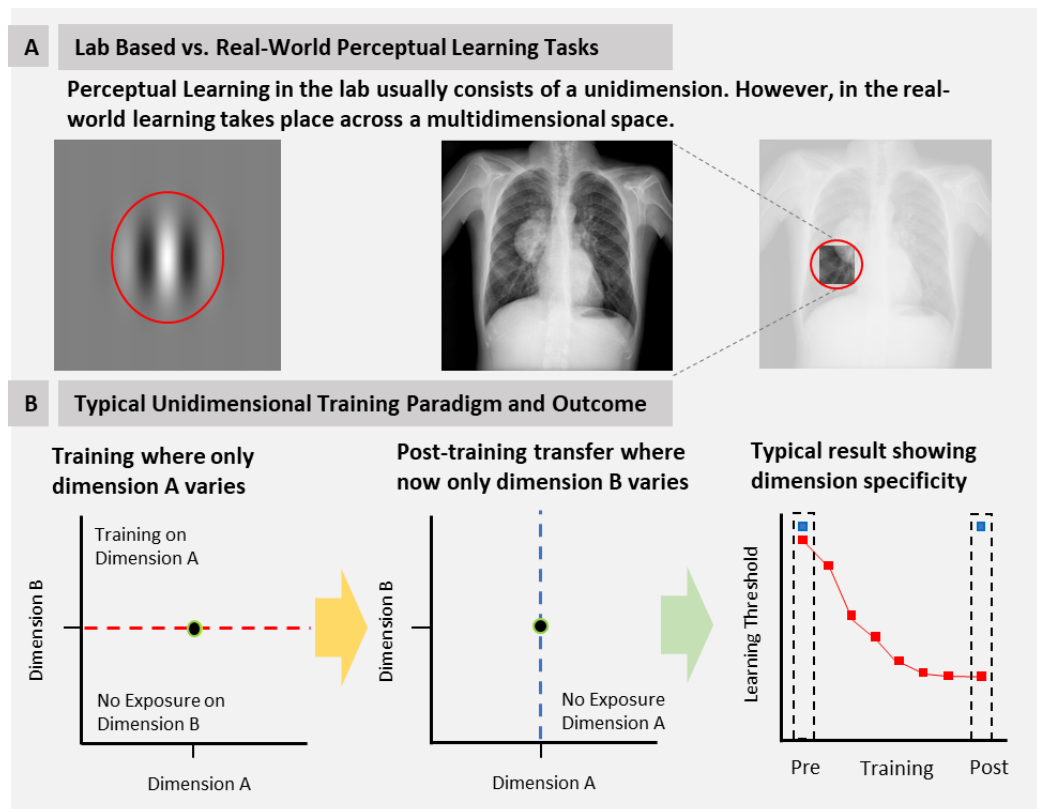 A
Lab Based vs. Real-World Perceptual Learning Tasks
Perceptual Learning in the lab usually consists of a unidimension. However, in the real-
world learning takes place across a multidimensional space.
B
Typical Unidimensional Training Paradigm and Outcome
Training where only
dimension A varies
Training on
Dimension A
Dimension B
No Exposure on
Dimension B
Dimension A
Post-training transfer where
now only dimension B varies
Dimension B
No Exposure
Dimension A
Dimension A
Typical result showing
dimension specificity
Learning Threshold
Pre
Training
Post